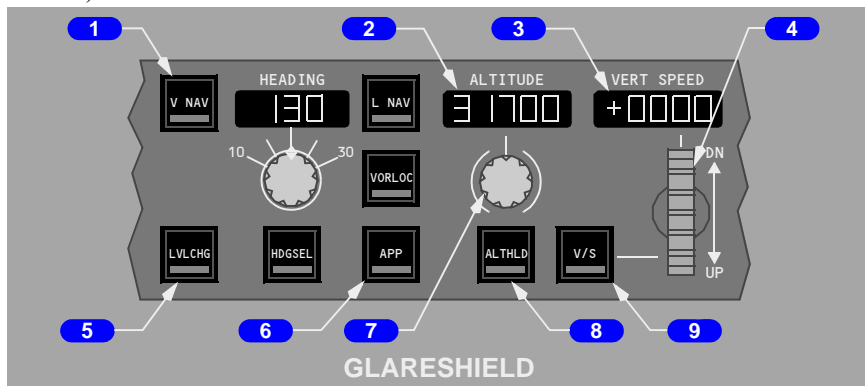 1 2 3 4
HEADING ALTITUDE VERT SPEED
V NAV 130 L NAV 31700 +0000
10 30 VORLOC DN
LVLCHG HDGSEL APP ALTHLD V/S
UP
5 6 7 8 9
GLARESHIELD